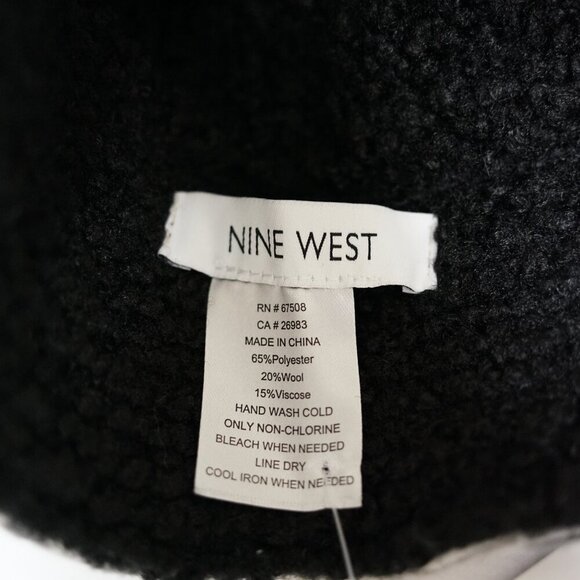 NINE WEST
RN # 67508
CA # 26983
MADE IN CHINA
65%Polyester
20%Wool
15%Viscose
HAND WASH COLD
ONLY NON-CHLORINE
BLEACH WHEN NEEDED
LINE DRY
COOL IRON WHEN NEEDED